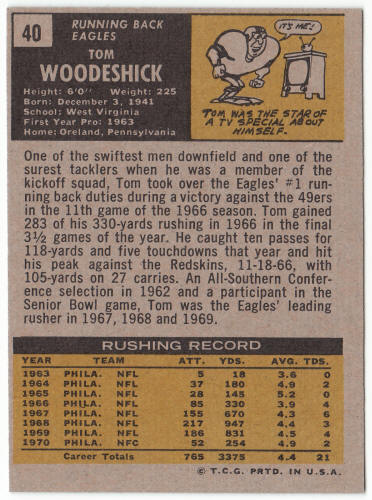 40
RUNNING BACK
EAGLES
TOM
WOODESHICK
Height: 6'0" Weight: 225
Born: December 3, 1941
School: West Virginia
First Year Pro: 1963
Home: Oreland, Pennsylvania
IT'S ME!
TOM WAS THE STAR OF
A TV SPECIAL ABOUT
HIMSELF.
One of the swiftest men downfield and one of the
surest tacklers when he was a member of the
kickoff squad, Tom took over the Eagles' #1 run-
ning back duties during a victory against the 49ers
in the 11th game of the 1966 season. Tom gained
283 of his 330-yards rushing in 1966 in the final
3½ games of the year. He caught ten passes for
118-yards and five touchdowns that year and hit
his peak against the Redskins, 11-18-66, with
105-yards on 27 carries. An All-Southern Confer-
ence selection in 1962 and a participant in the
Senior Bowl game, Tom was the Eagles' leading
rusher in 1967, 1968 and 1969.
RUSHING RECORD
YEAR TEAM ATT. YDS. AVG. TDS.
1963 PHILA. NFL 5 18 3.6 0
1964 PHILA. NFL 37 180 4.9 2
1965 PHILA. NFL 28 145 5.2 0
1966 PHILA. NFL 85 330 3.9 4
1967 PHILA. NFL 155 670 4.3 6
1968 PHILA. NFL 217 947 4.4 3
1969 PHILA. NFL 186 831 4.5 4
1970 PHILA. NFC 52 254 4.9 2
Career Totals 765 3375 4.4 21
© T.C.G. PRTD. IN U.S.A.